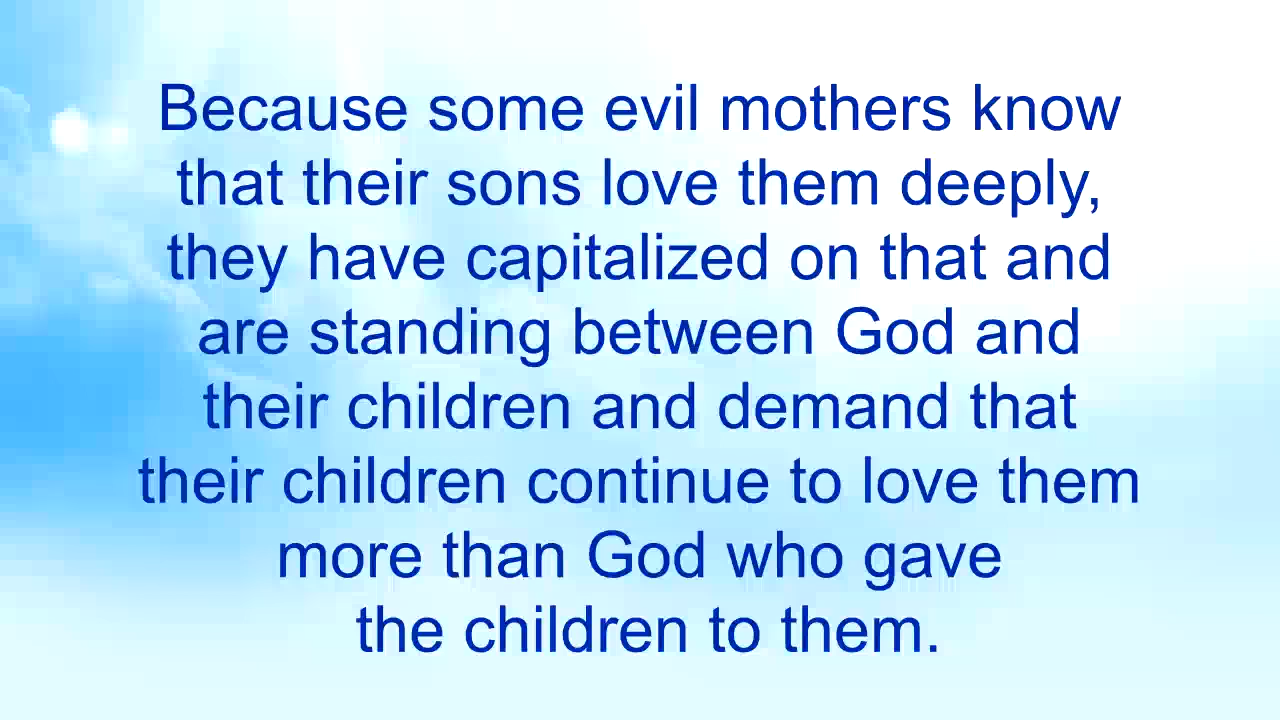 Because some evil mothers know
that their sons love them deeply,
they have capitalized on that and
are standing between God and
their children and demand that
their children continue to love them
more than God who gave
the children to them.